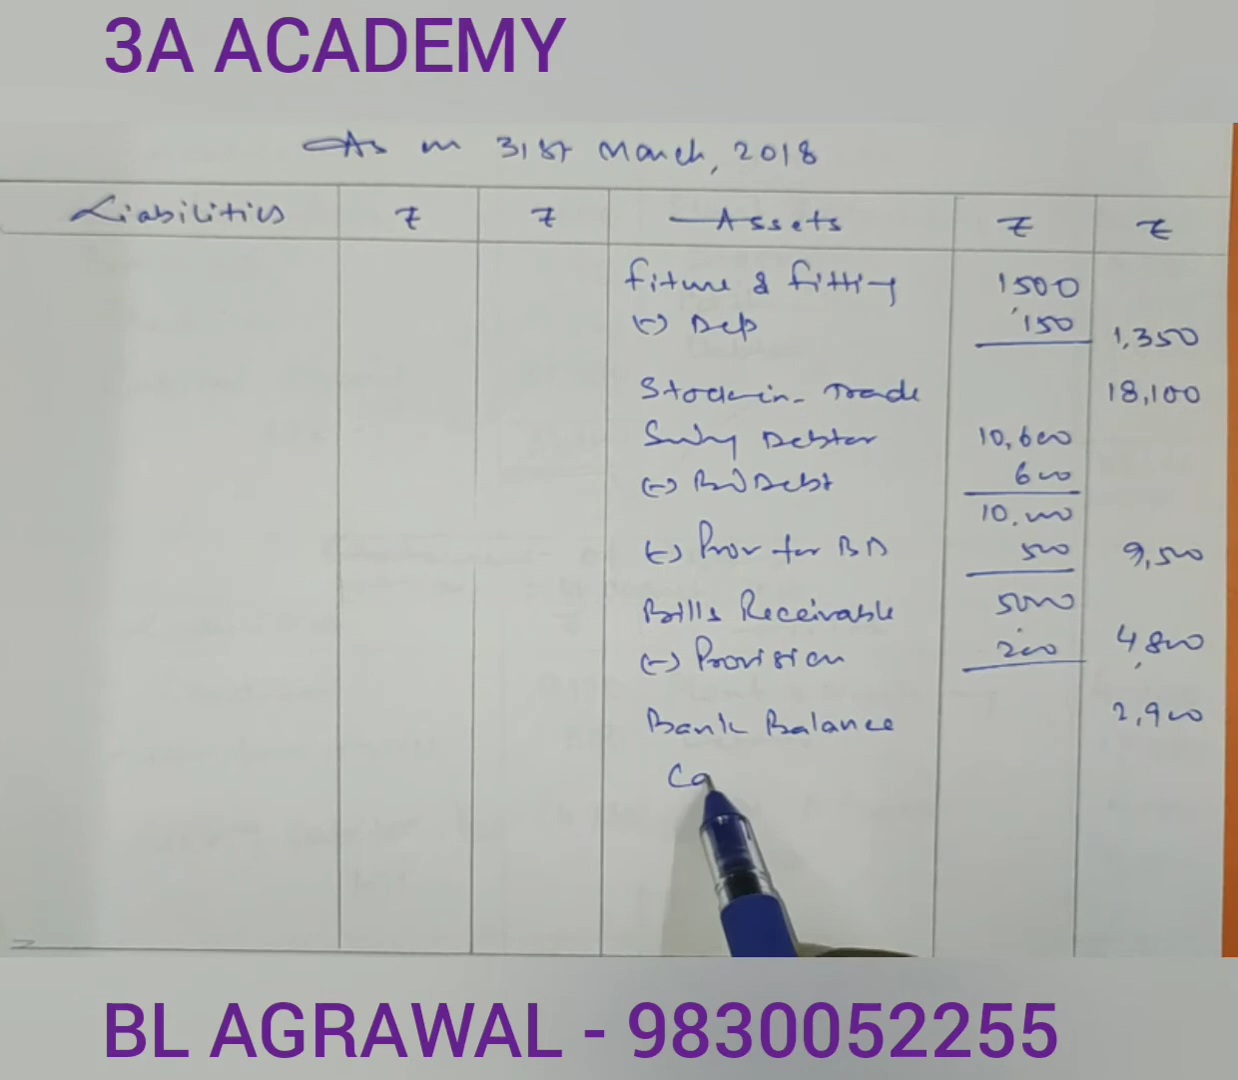 3A ACADEMY
As on 31st March, 2018
Liabilities ₹ ₹ Assets ₹ ₹
fiture & fitting 1500
(-) Dep 150 1,350
Stock-in-Trade 18,100
Sundry Debtor 10,600
(-) Bad Debt 600
10,000
(-) Prov for BD 500 9,500
Bills Receivable 5000
(-) Provision 200 4,800
Bank Balance 2,900
Ca
BL AGRAWAL - 9830052255